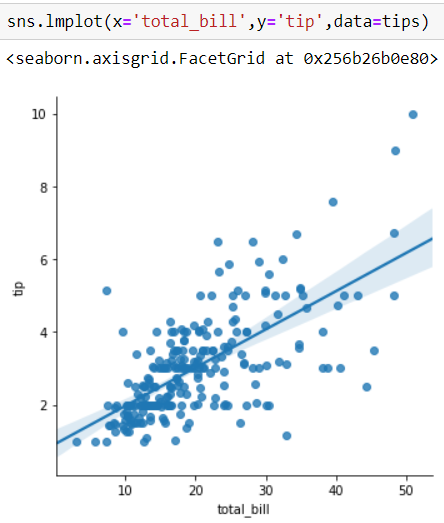 sns.lmplot(x='total_bill',y='tip',data=tips)
<seaborn.axisgrid.FacetGrid at 0x256b26b0e80>
10
8
6
4
2
tip
10 20 30 40 50
total_bill